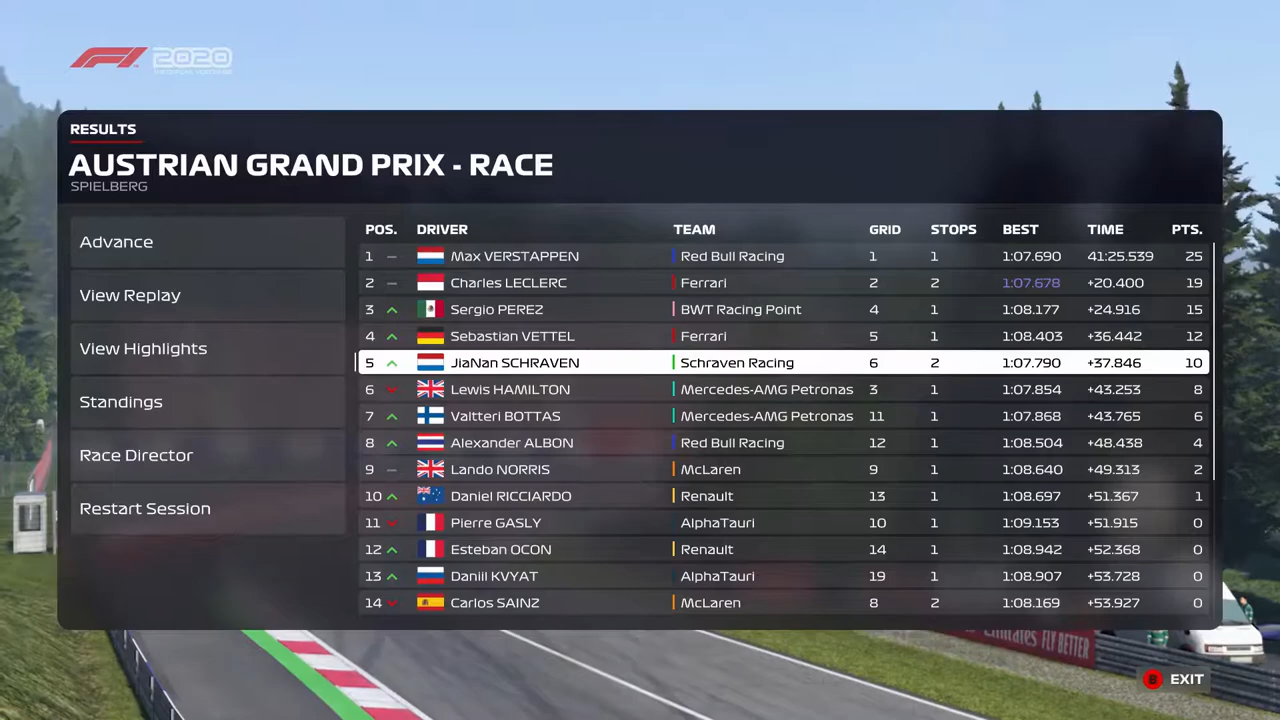 F1 2020
RESULTS
AUSTRIAN GRAND PRIX - RACE
SPIELBERG
Advance
View Replay
View Highlights
Standings
Race Director
Restart Session
POS. DRIVER TEAM GRID STOPS BEST TIME PTS.
1 Max VERSTAPPEN Red Bull Racing 1 1 1:07.690 41:25.539 25
2 Charles LECLERC Ferrari 2 2 1:07.678 +20.400 19
3 Sergio PEREZ BWT Racing Point 4 1 1:08.177 +24.916 15
4 Sebastian VETTEL Ferrari 5 1 1:08.403 +36.442 12
5 JiaNan SCHRAVEN Schraven Racing 6 2 1:07.790 +37.846 10
6 Lewis HAMILTON Mercedes-AMG Petronas 3 1 1:07.854 +43.253 8
7 Valtteri BOTTAS Mercedes-AMG Petronas 11 1 1:07.868 +43.765 6
8 Alexander ALBON Red Bull Racing 12 1 1:08.504 +48.438 4
9 Lando NORRIS McLaren 9 1 1:08.640 +49.313 2
10 Daniel RICCIARDO Renault 13 1 1:08.697 +51.367 1
11 Pierre GASLY AlphaTauri 10 1 1:09.153 +51.915 0
12 Esteban OCON Renault 14 1 1:08.942 +52.368 0
13 Daniil KVYAT AlphaTauri 19 1 1:08.907 +53.728 0
14 Carlos SAINZ McLaren 8 2 1:08.169 +53.927 0
Emirates FLY BETTER
B EXIT